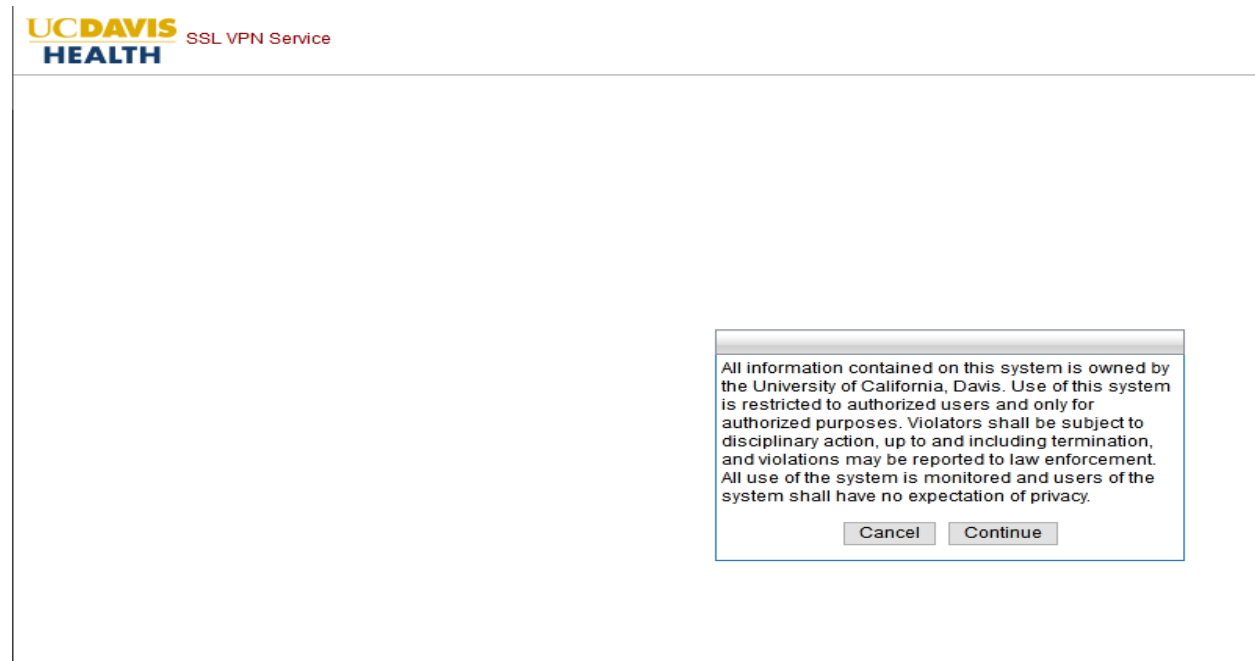 UCDAVIS
HEALTH
SSL VPN Service
All information contained on this system is owned by
the University of California, Davis. Use of this system
is restricted to authorized users and only for
authorized purposes. Violators shall be subject to
disciplinary action, up to and including termination,
and violations may be reported to law enforcement.
All use of the system is monitored and users of the
system shall have no expectation of privacy.
Cancel Continue